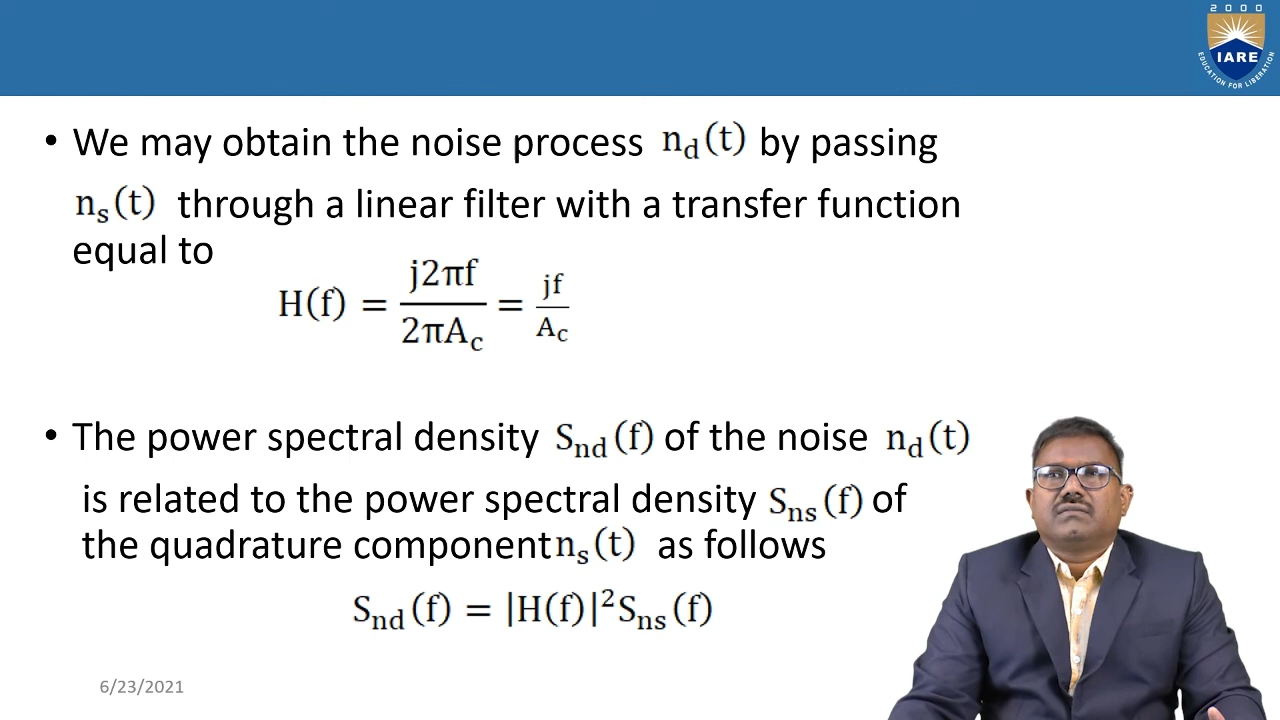 2000
IARE
EDUCATION FOR LIBERATION
• We may obtain the noise process n_d(t) by passing
n_s(t) through a linear filter with a transfer function
equal to
H(f) = j2πf/2πA_c = jf/A_c
• The power spectral density S_nd(f) of the noise n_d(t)
is related to the power spectral density S_ns(f) of
the quadrature component n_s(t) as follows
S_nd(f) = |H(f)|²S_ns(f)
6/23/2021